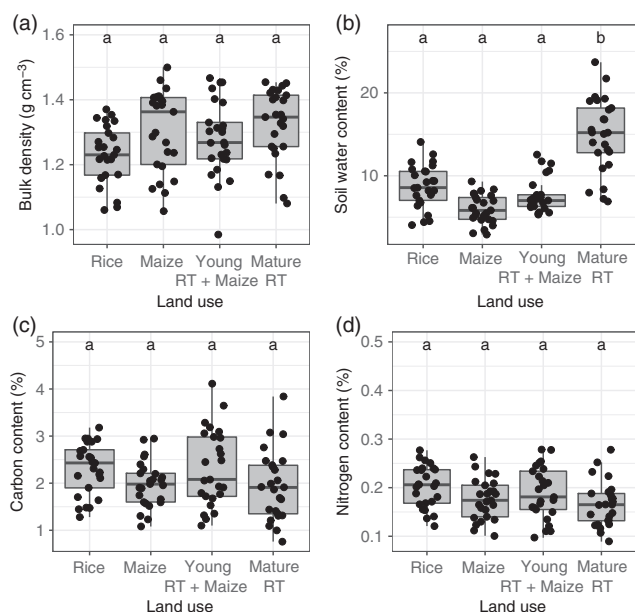 (a)
Bulk density (g cm⁻³)
1.6
1.4
1.2
1.0
a a a a
Rice Maize Young RT + Maize Mature RT
Land use
(b)
Soil water content (%)
20
10
0
a a a b
Rice Maize Young RT + Maize Mature RT
Land use
(c)
Carbon content (%)
5
4
3
2
1
a a a a
Rice Maize Young RT + Maize Mature RT
Land use
(d)
Nitrogen content (%)
0.5
0.4
0.3
0.2
0.1
a a a a
Rice Maize Young RT + Maize Mature RT
Land use